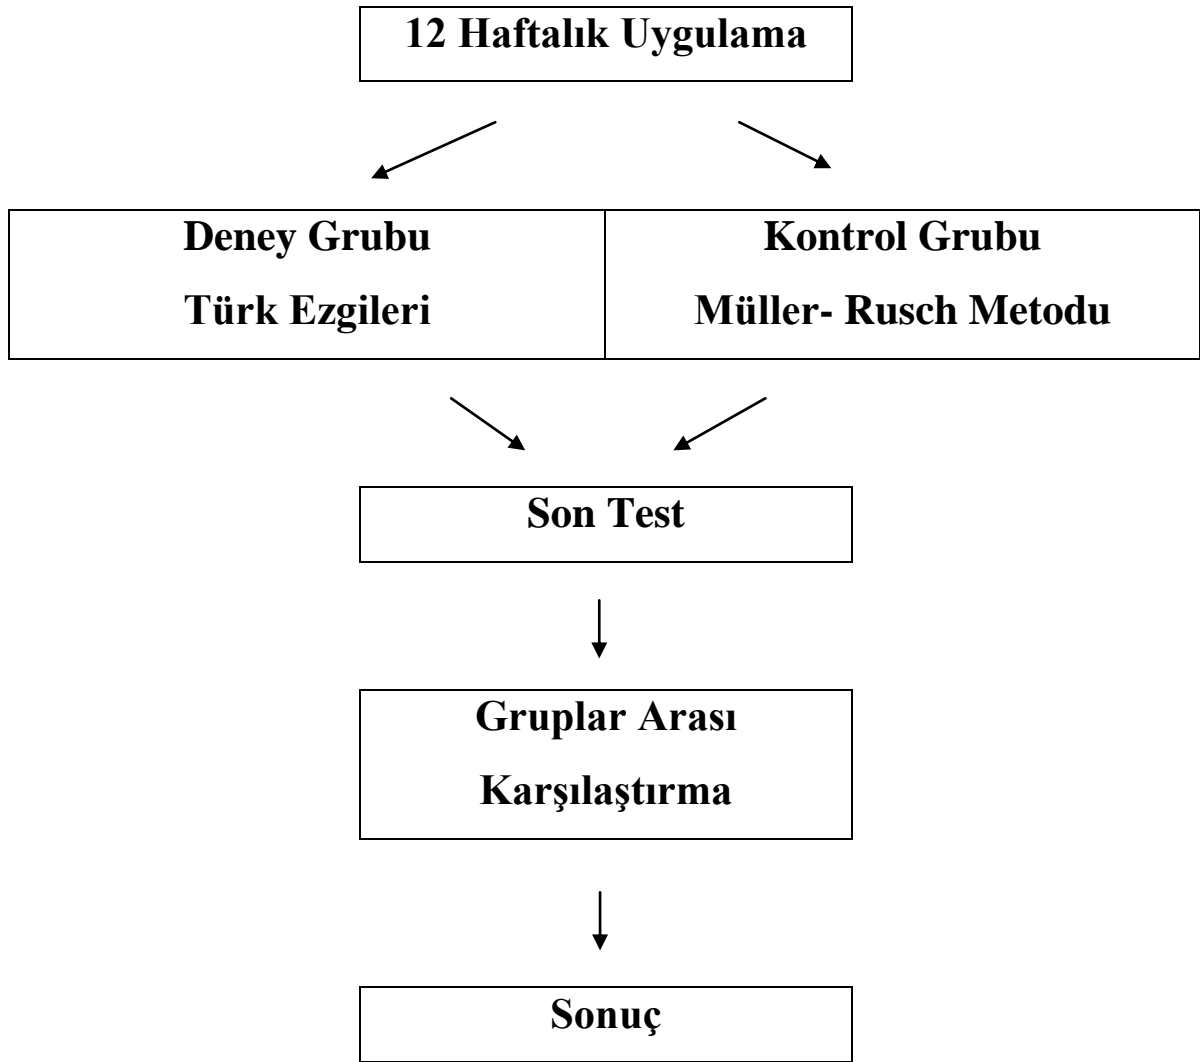 12 Haftalık Uygulama
Deney Grubu
Türk Ezgileri
Kontrol Grubu
Müller- Rusch Metodu
Son Test
Gruplar Arası
Karşılaştırma
Sonuç